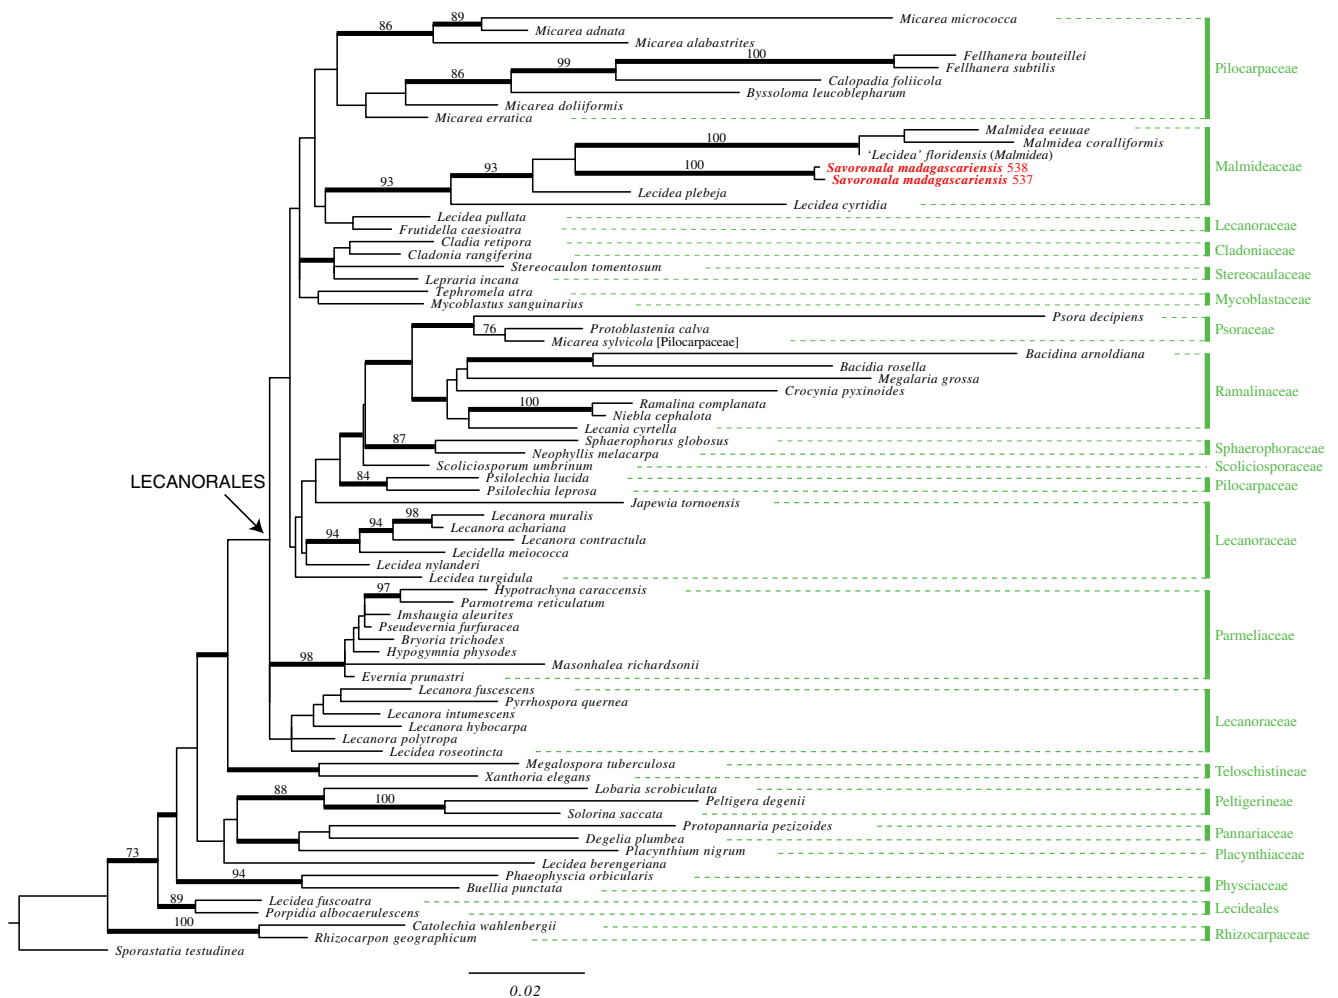 89
Micarea micrococca
86
Micarea adnata
Micarea alabastrites
100
Fellhanera bouteillei
99
Fellhanera subtilis
Pilocarpaceae
86
Calopadia foliicola
Byssoloma leucoblepharum
Micarea doliiformis
Micarea erratica
Malmidea eeuuae
100
Malmidea coralliformis
'Lecidea' floridensis (Malmidea)
93
100
Savoronala madagascariensis 538
Malmideaceae
93
Savoronala madagascariensis 537
Lecidea plebeja
Lecidea cyrtidia
Lecidea pullata
Lecanoraceae
Frutidella caesioatra
Cladia retipora
Cladoniaceae
Cladonia rangiferina
Stereocaulon tomentosum
Stereocaulaceae
Lepraria incana
Tephromela atra
Mycoblastaceae
Mycoblastus sanguinarius
Psora decipiens
76
Protoblastenia calva
Psoraceae
Micarea sylvicola [Pilocarpaceae]
Bacidina arnoldiana
Bacidia rosella
Megalaria grossa
Crocynia pyxinoides
Ramalinaceae
100
Ramalina complanata
Niebla cephalota
Lecania cyrtella
87
Sphaerophorus globosus
Sphaerophoraceae
Neophyllis melacarpa
Scoliciosporum umbrinum
Scoliciosporaceae
84
Psilolechia lucida
Pilocarpaceae
LECANORALES
Psilolechia leprosa
Japewia tornoensis
98
Lecanora muralis
94
Lecanora achariana
94
Lecanora contractula
Lecanoraceae
Lecidella meiococca
Lecidea nylanderi
Lecidea turgidula
97
Hypotrachyna caraccensis
Parmotrema reticulatum
Imshaugia aleurites
Pseudevernia furfuracea
Bryoria trichodes
Parmeliaceae
Hypogymnia physodes
98
Masonhalea richardsonii
Evernia prunastri
Lecanora fuscescens
Pyrrhospora quernea
Lecanora intumescens
Lecanoraceae
Lecanora hybocarpa
Lecanora polytropa
Lecidea roseotincta
Megalospora tuberculosa
Teloschistineae
Xanthoria elegans
88
Lobaria scrobiculata
100
Peltigera degenii
Peltigerineae
Solorina saccata
Protopannaria pezizoides
Pannariaceae
Degelia plumbea
Placynthium nigrum
Placynthiaceae
73
Lecidea berengeriana
94
Phaeophyscia orbicularis
Physciaceae
Buellia punctata
89
Lecidea fuscoatra
Lecideales
Porpidia albocaerulescens
100
Catolechia wahlenbergii
Rhizocarpaceae
Rhizocarpon geographicum
Sporastatia testudinea
0.02